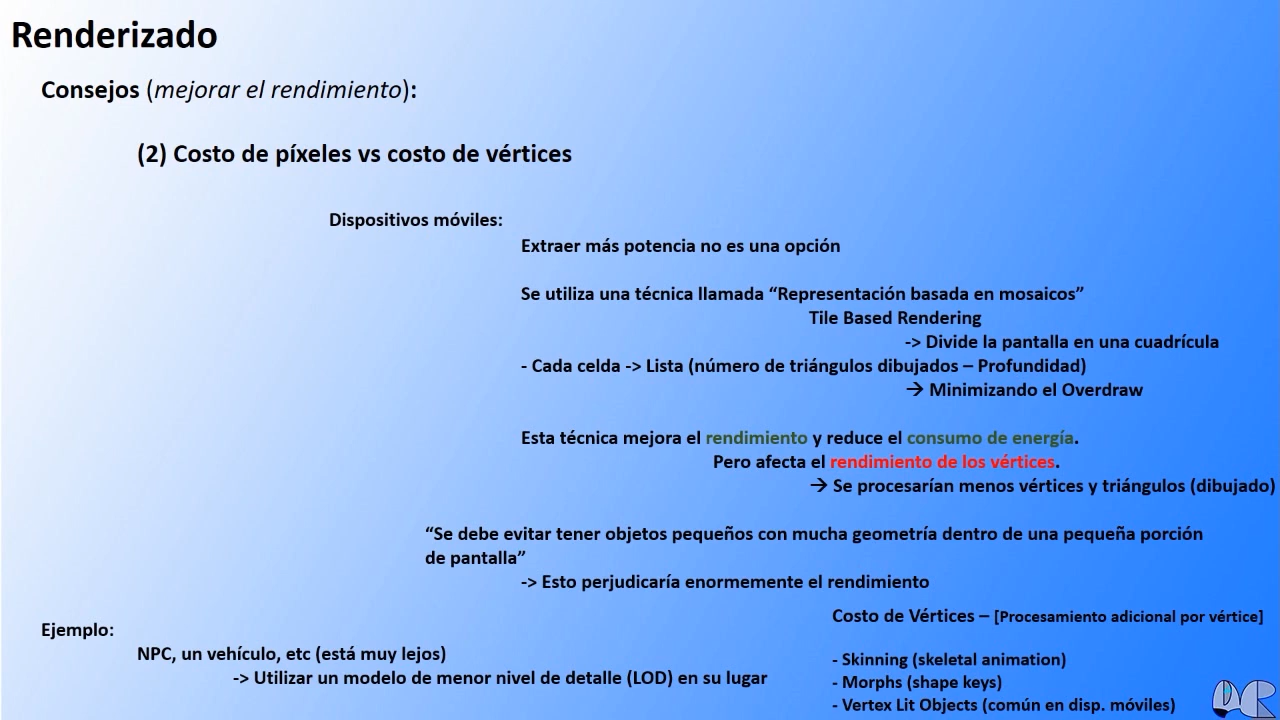 Renderizado
Consejos (mejorar el rendimiento):
(2) Costo de píxeles vs costo de vértices
Dispositivos móviles:
Extraer más potencia no es una opción
Se utiliza una técnica llamada “Representación basada en mosaicos”
Tile Based Rendering
-> Divide la pantalla en una cuadrícula
- Cada celda -> Lista (número de triángulos dibujados – Profundidad)
→ Minimizando el Overdraw
Esta técnica mejora el rendimiento y reduce el consumo de energía.
Pero afecta el rendimiento de los vértices.
→ Se procesarían menos vértices y triángulos (dibujado)
“Se debe evitar tener objetos pequeños con mucha geometría dentro de una pequeña porción
de pantalla”
-> Esto perjudicaría enormemente el rendimiento
Ejemplo:
NPC, un vehículo, etc (está muy lejos)
-> Utilizar un modelo de menor nivel de detalle (LOD) en su lugar
Costo de Vértices – [Procesamiento adicional por vértice]
- Skinning (skeletal animation)
- Morphs (shape keys)
- Vertex Lit Objects (común en disp. móviles)